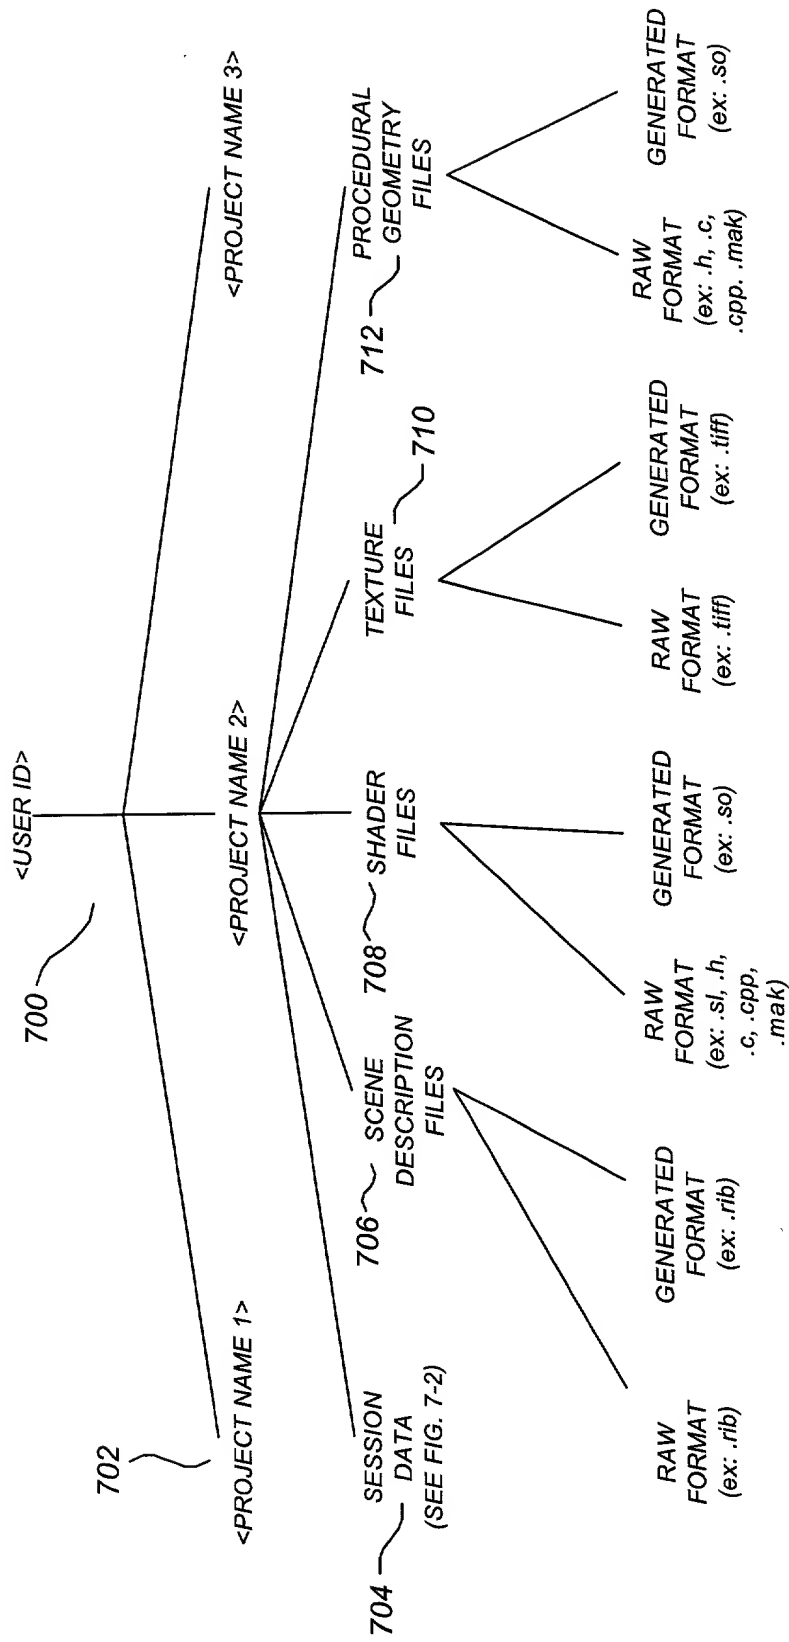 <USER ID>
700
702
<PROJECT NAME 1>
<PROJECT NAME 2>
<PROJECT NAME 3>
704
SESSION
DATA
(SEE FIG. 7-2)
706
SCENE
DESCRIPTION
FILES
708
SHADER
FILES
TEXTURE
FILES
710
712
PROCEDURAL
GEOMETRY
FILES
RAW
FORMAT
(ex: .rib)
GENERATED
FORMAT
(ex: .rib)
RAW
FORMAT
(ex: .sl, .h,
.c, .cpp,
.mak)
GENERATED
FORMAT
(ex: .so)
RAW
FORMAT
(ex: .tiff)
GENERATED
FORMAT
(ex: .tiff)
RAW
FORMAT
(ex: .h, .c,
.cpp. .mak)
GENERATED
FORMAT
(ex: .so)